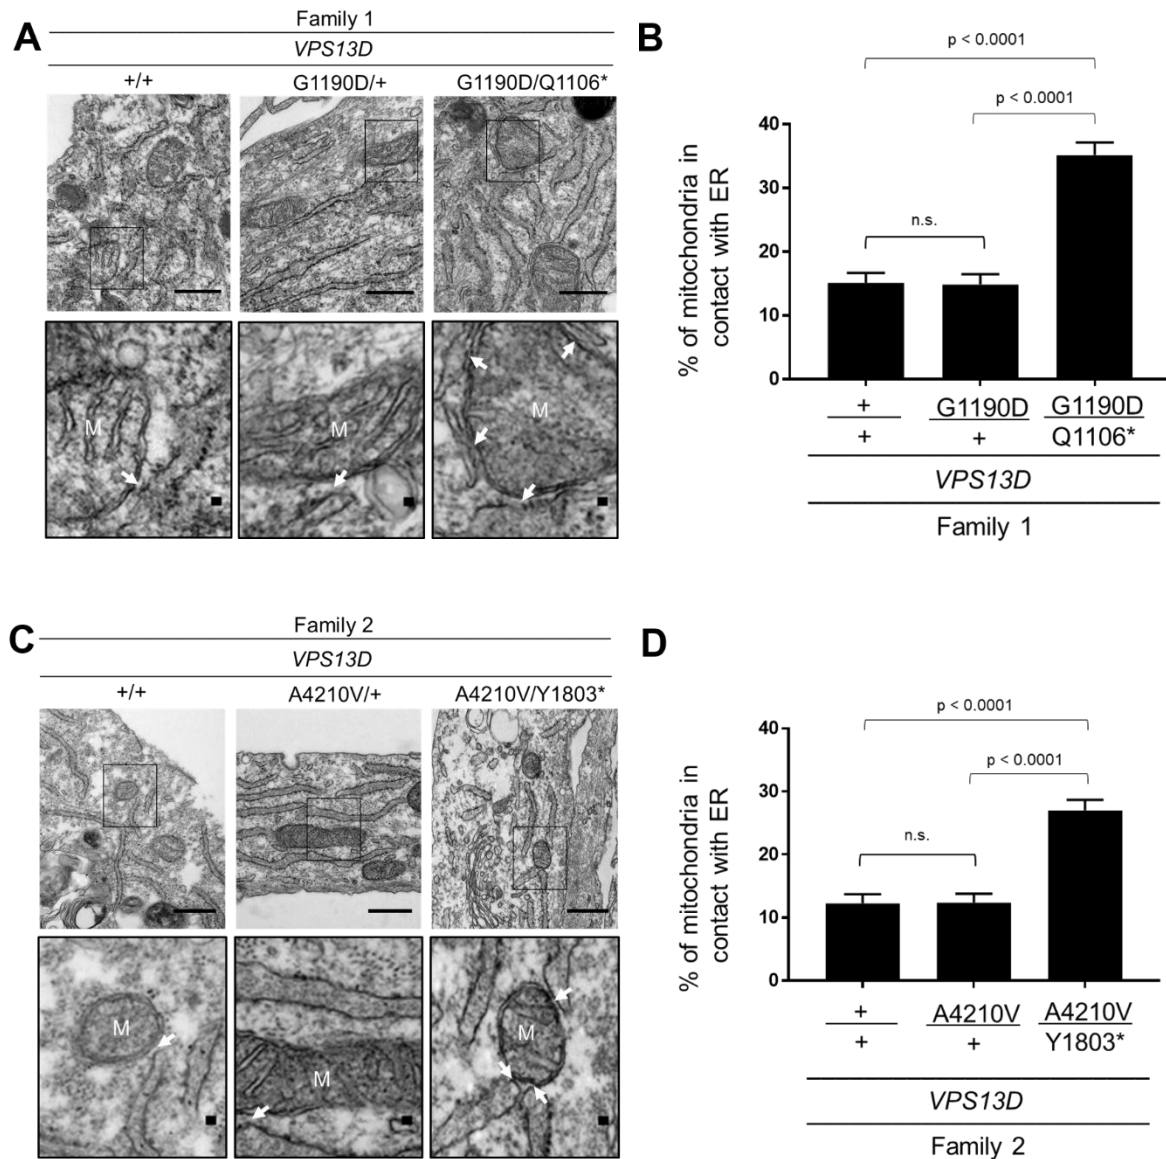 A
Family 1
VPS13D
+/+ G1190D/+ G1190D/Q1106*
M M M
B
p < 0.0001
p < 0.0001
n.s.
% of mitochondria in
contact with ER
40
30
20
10
0
+ G1190D G1190D
+ + Q1106*
VPS13D
Family 1
C
Family 2
VPS13D
+/+ A4210V/+ A4210V/Y1803*
M M M
D
p < 0.0001
p < 0.0001
n.s.
% of mitochondria in
contact with ER
40
30
20
10
0
+ A4210V A4210V
+ + Y1803*
VPS13D
Family 2